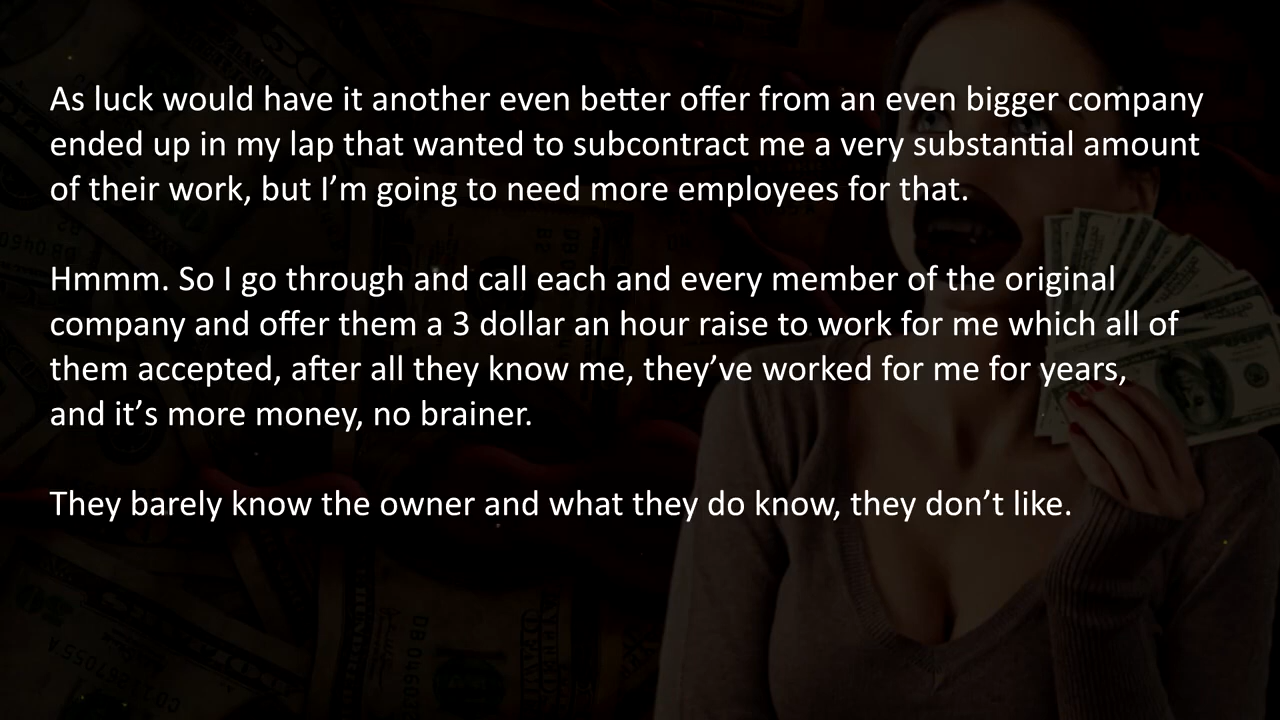 As luck would have it another even better offer from an even bigger company
ended up in my lap that wanted to subcontract me a very substantial amount
of their work, but I’m going to need more employees for that.
Hmmm. So I go through and call each and every member of the original
company and offer them a 3 dollar an hour raise to work for me which all of
them accepted, after all they know me, they’ve worked for me for years,
and it’s more money, no brainer.
They barely know the owner and what they do know, they don’t like.